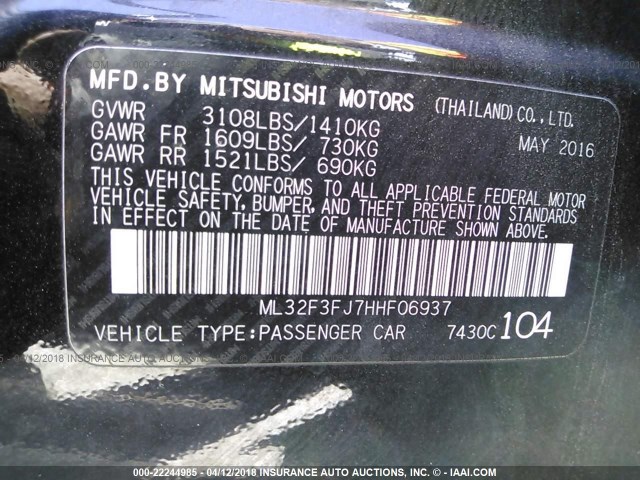 MFD.BY MITSUBISHI MOTORS (THAILAND)CO.,LTD.
GVWR 3108LBS/1410KG MAY 2016
GAWR FR 1609LBS/ 730KG
GAWR RR 1521LBS/ 690KG
THIS VEHICLE CONFORMS TO ALL APPLICABLE FEDERAL MOTOR
VEHICLE SAFETY, BUMPER, AND THEFT PREVENTION STANDARDS
IN EFFECT ON THE DATE OF MANUFACTURE SHOWN ABOVE.
ML32F3FJ7HHF06937
VEHICLE TYPE:PASSENGER CAR 7430C 104
000-22244985 - 04/12/2018 INSURANCE AUTO AUCTIONS, INC. - IAAI.COM